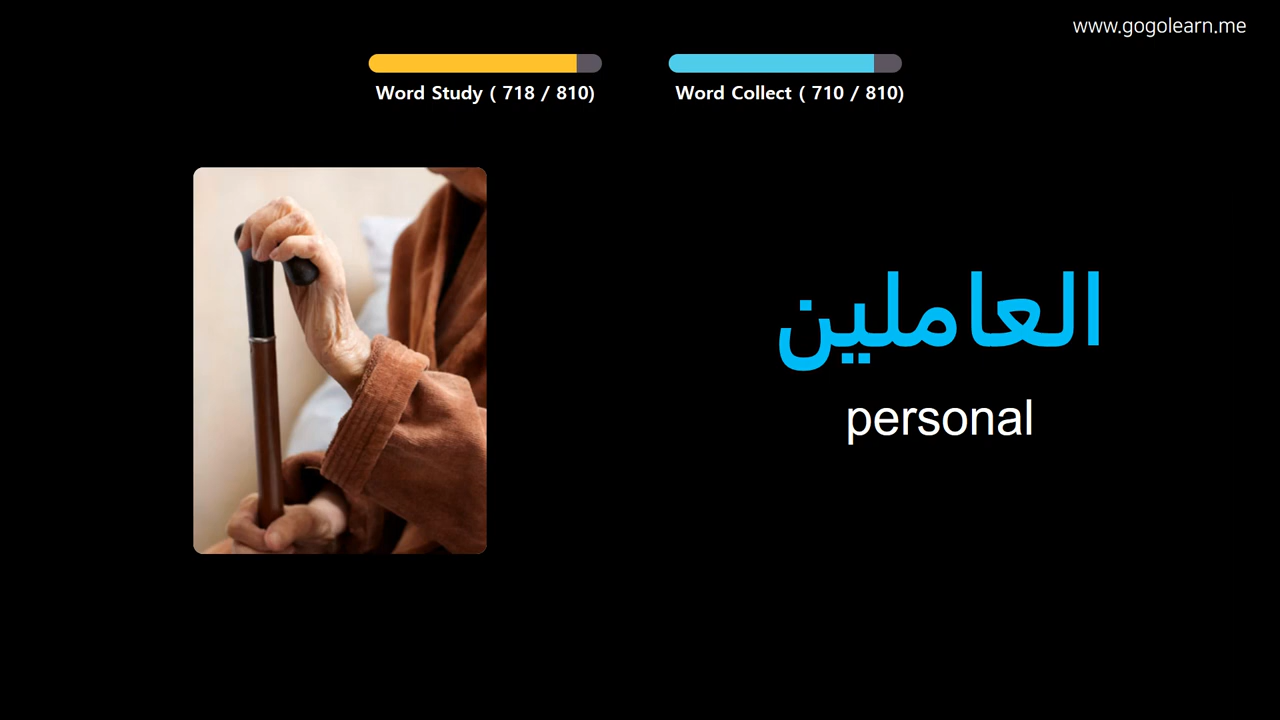 www.gogolearn.me
Word Study ( 718 / 810)
Word Collect ( 710 / 810)
العاملين
personal